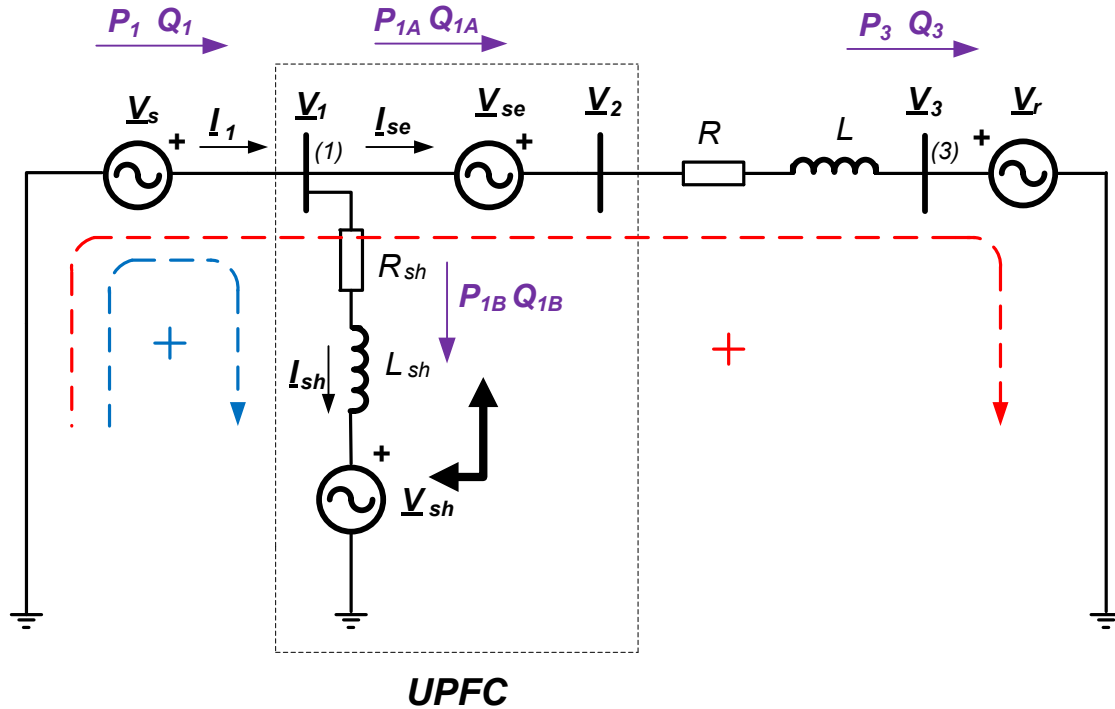 P1 Q1
P1A Q1A
P3 Q3
Vs
I1
V1
(1)
Ise
Vse
V2
R
L
V3
(3)
Vr
+
+
+
Rsh
P1B Q1B
Lsh
Ish
+
+
Vsh
UPFC